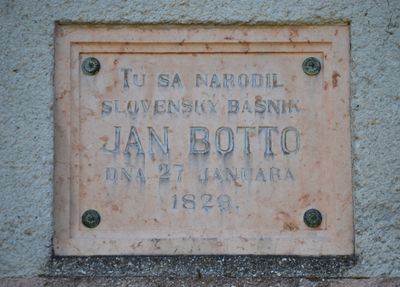 TU SA NARODIL
SLOVENSKÝ BÁSNIK
JÁN BOTTO
DŇA 27 JANUÁRA
1829.